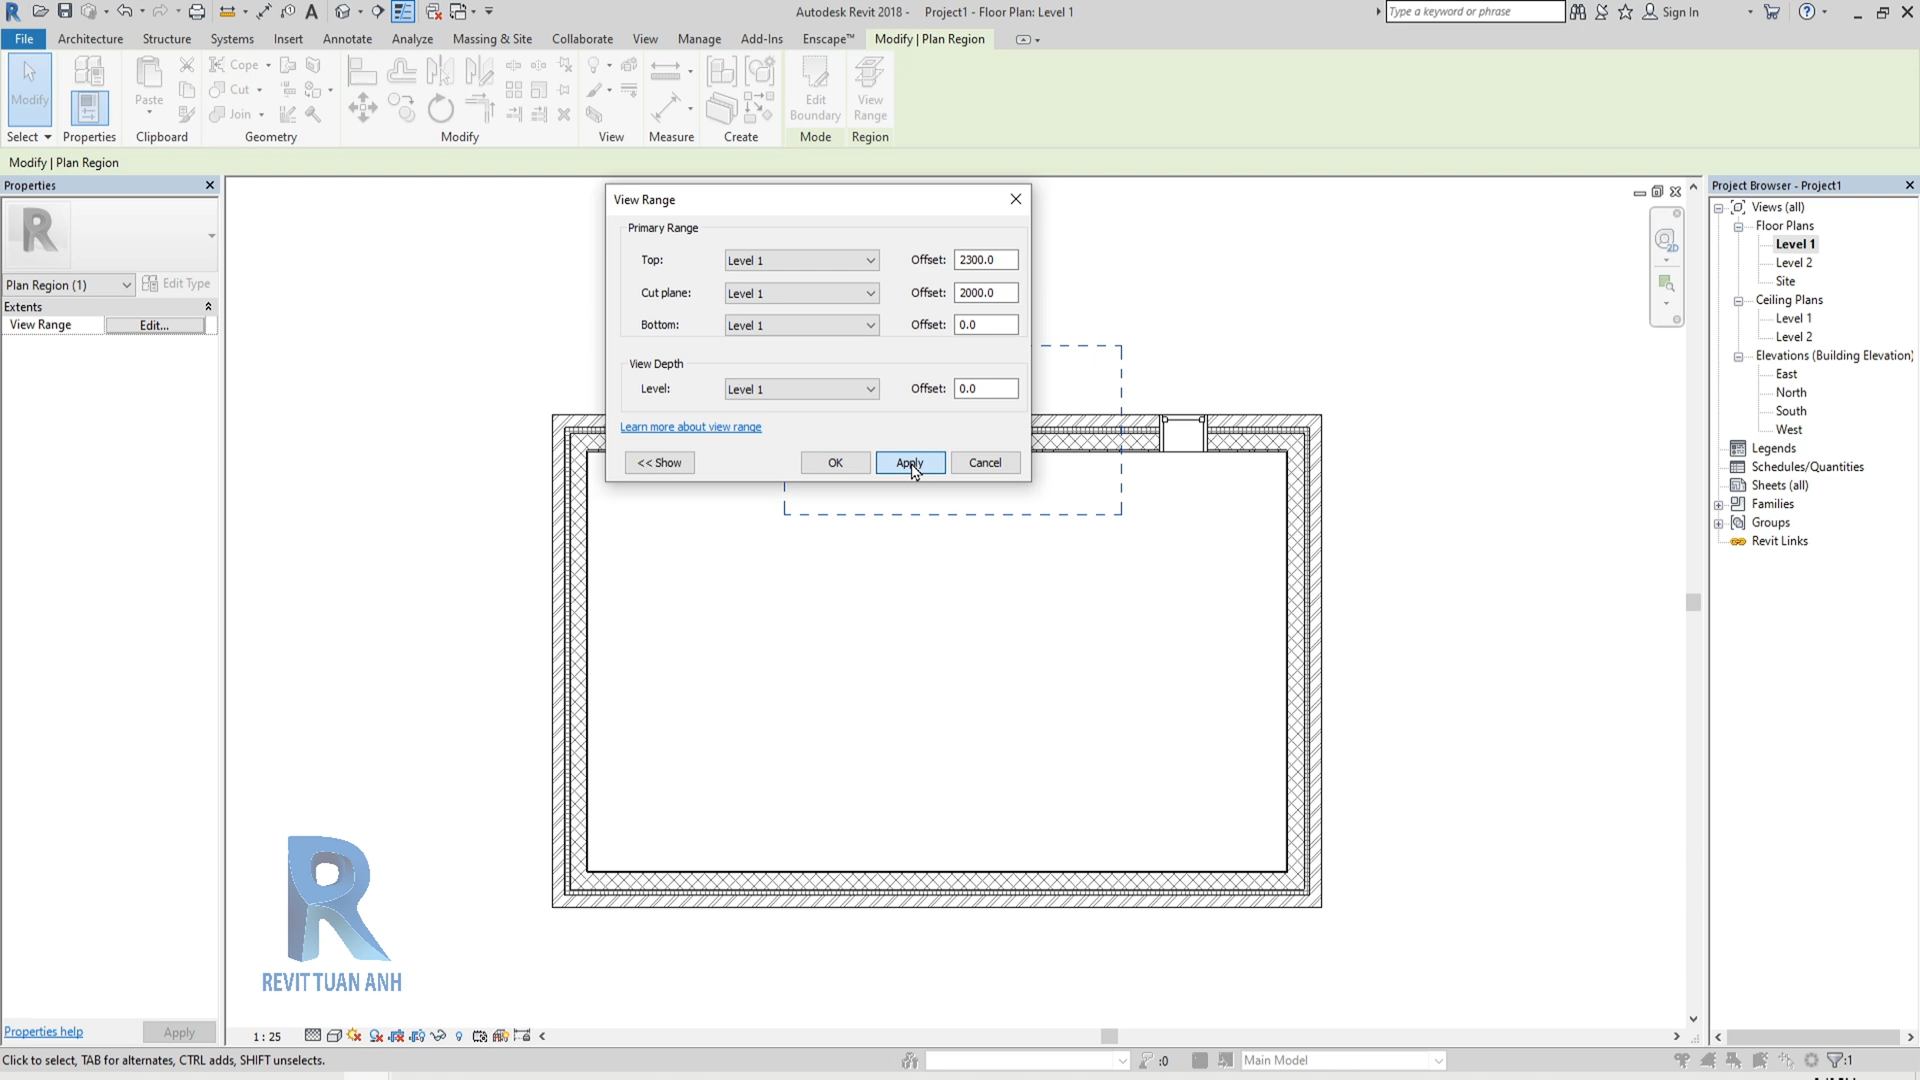 Autodesk Revit 2018 - Project1 - Floor Plan: Level 1
Type a keyword or phrase
Sign In
File Architecture Structure Systems Insert Annotate Analyze Massing & Site Collaborate View Manage Add-Ins Enscape™ Modify | Plan Region
Modify
Paste
Cope
Cut
Join
Edit Boundary
View Range
Select Properties Clipboard Geometry Modify View Measure Create Mode Region
Modify | Plan Region
Properties
Plan Region (1)
Edit Type
Extents
View Range Edit...
Properties help
Apply
View Range
Primary Range
Top: Level 1 Offset: 2300.0
Cut plane: Level 1 Offset: 2000.0
Bottom: Level 1 Offset: 0.0
View Depth
Level: Level 1 Offset: 0.0
Learn more about view range
<< Show OK Apply Cancel
2D
REVIT TUAN ANH
Project Browser - Project1
Views (all)
Floor Plans
Level 1
Level 2
Site
Ceiling Plans
Level 1
Level 2
Elevations (Building Elevation)
East
North
South
West
Legends
Schedules/Quantities
Sheets (all)
Families
Groups
Revit Links
1 : 25
Click to select, TAB for alternates, CTRL adds, SHIFT unselects.
:0
Main Model
:1